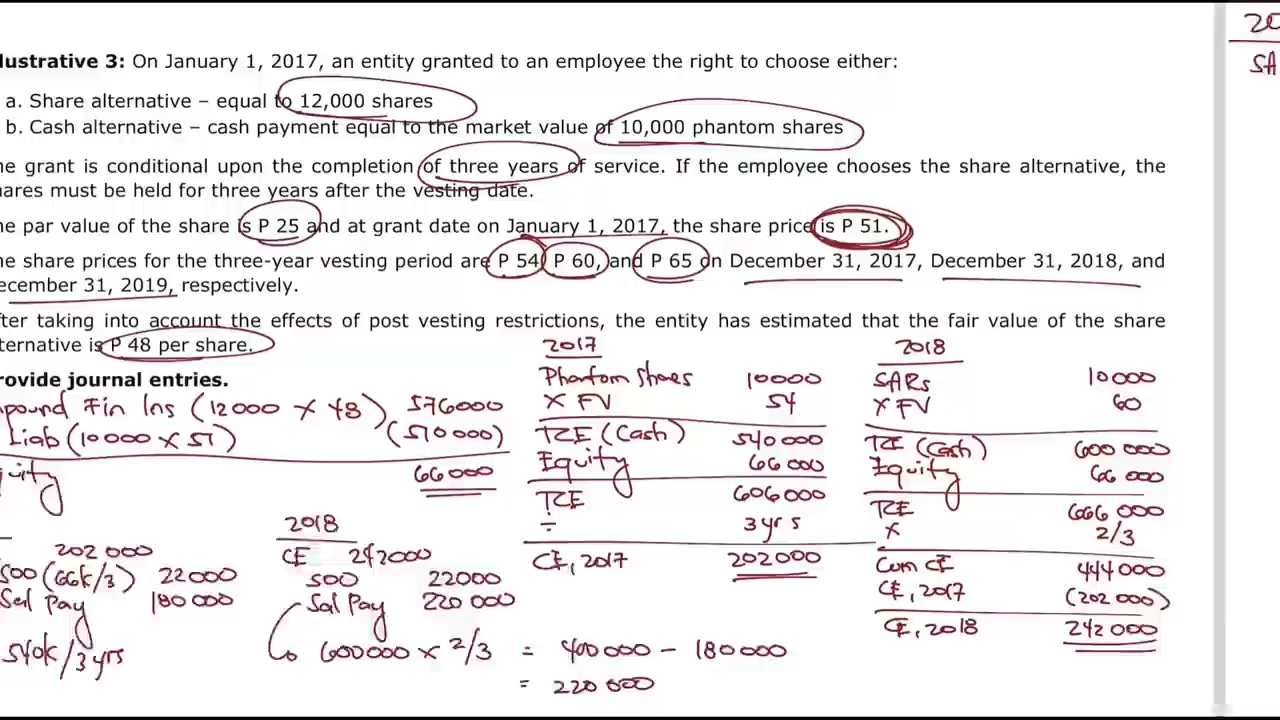 lustrative 3: On January 1, 2017, an entity granted to an employee the right to choose either:
a. Share alternative – equal to 12,000 shares
b. Cash alternative – cash payment equal to the market value of 10,000 phantom shares
he grant is conditional upon the completion of three years of service. If the employee chooses the share alternative, the
hares must be held for three years after the vesting date.
he par value of the share is P 25 and at grant date on January 1, 2017, the share price is P 51.
he share prices for the three-year vesting period are P 54 P 60, and P 65 on December 31, 2017, December 31, 2018, and
ecember 31, 2019, respectively.
fter taking into account the effects of post vesting restrictions, the entity has estimated that the fair value of the share
ternative is P 48 per share.
rovide journal entries.
pound Fin Ins (12000 X 48) 576000
Liab (10000 X 51) (510000)
quity 66000
202000
500 (66k/3) 22000
Sal Pay 180000
540k/3yrs
2018
CE 242000
500 22000
Sal Pay 220000
600000 X 2/3 = 400000 - 180000
= 220000
2017
Phantom Shares 10000
X FV 54
TCE (Cash) 540000
Equity 66000
TCE 606000
÷ 3 yrs
CE, 2017 202000
2018
SARs 10000
X FV 60
TCE (Cash) 600000
Equity 66000
TCE 666000
X 2/3
Cum CE 444000
CE, 2017 (202000)
CE, 2018 242000
20
SA